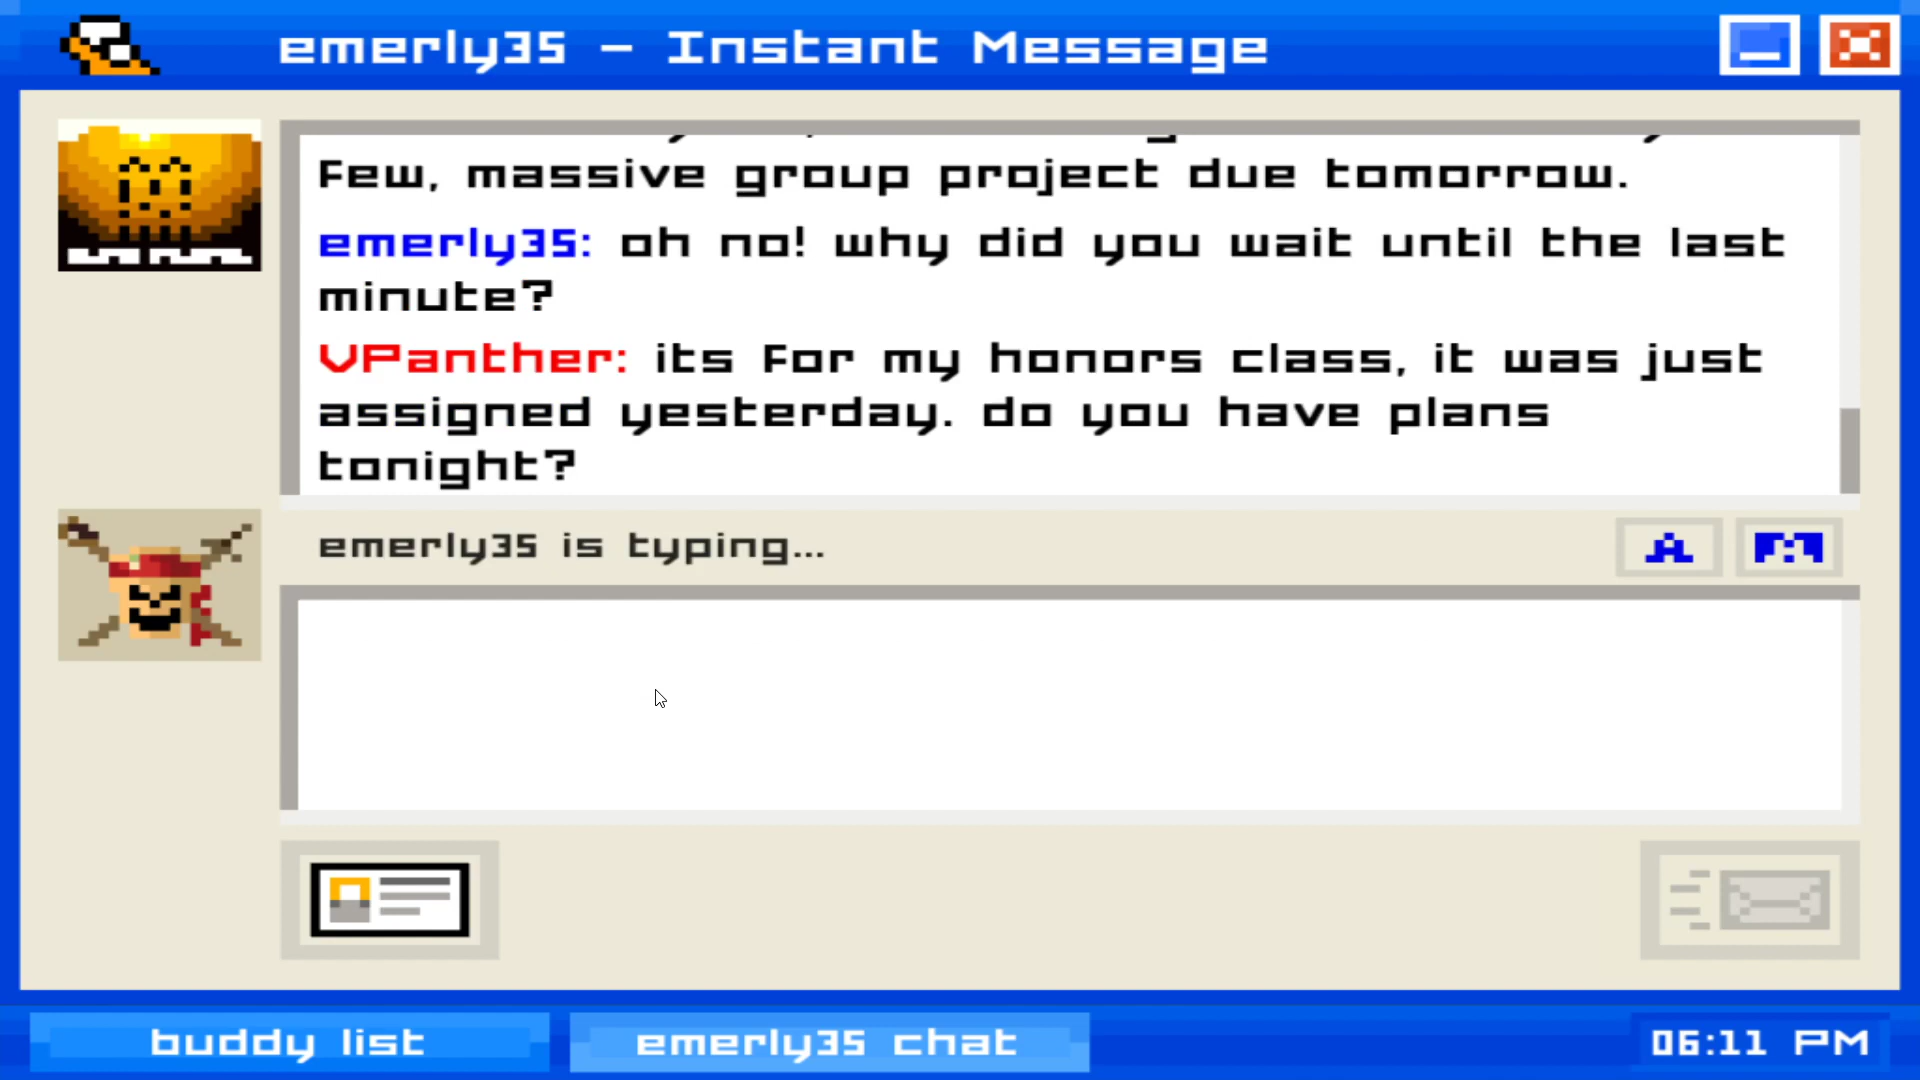 emerly35 - Instant Message
Few, massive group project due tomorrow.
emerly35: oh no! why did you wait until the last
minute?
VPanther: its for my honors class, it was just
assigned yesterday. do you have plans
tonight?
emerly35 is typing...
A
buddy list
emerly35 chat
06:11 PM